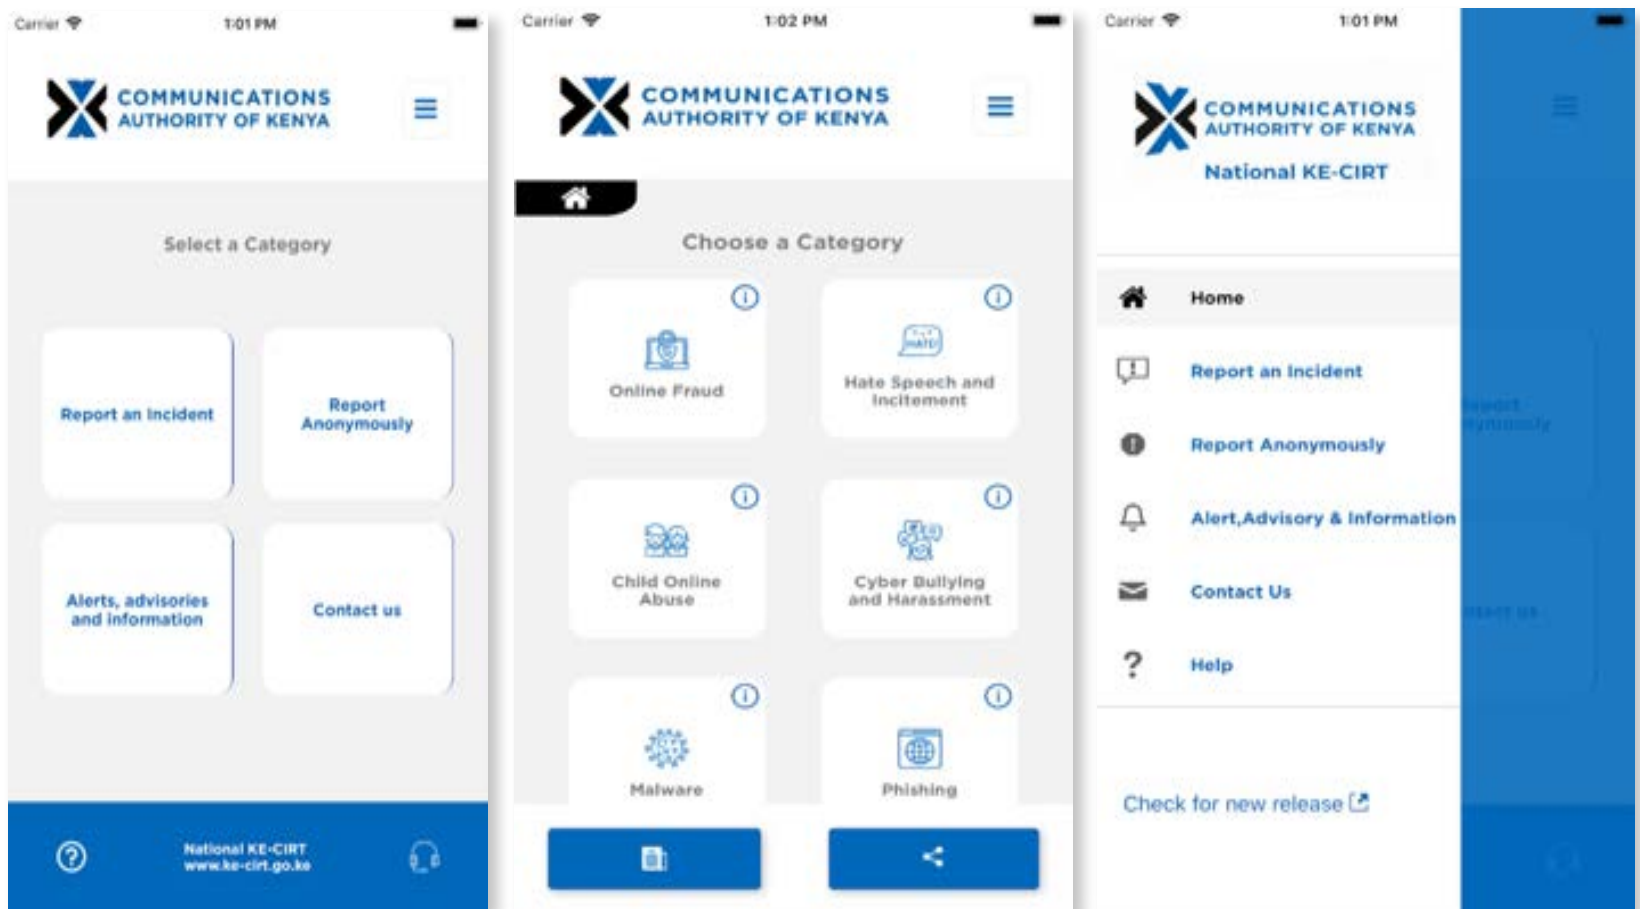 Carrier
1:01 PM
COMMUNICATIONS
AUTHORITY OF KENYA
Select a Category
Report an Incident
Report
Anonymously
Alerts, advisories
and information
Contact us
National KE-CIRT
www.ke-cirt.go.ke
Carrier
1:02 PM
COMMUNICATIONS
AUTHORITY OF KENYA
Choose a Category
Online Fraud
HATE!
Hate Speech and
Incitement
Child Online
Abuse
Cyber Bullying
and Harassment
Malware
Phishing
Carrier
1:01 PM
COMMUNICATIONS
AUTHORITY OF KENYA
National KE-CIRT
Home
Report an Incident
Report Anonymously
Alert,Advisory & Information
Contact Us
Help
Check for new release